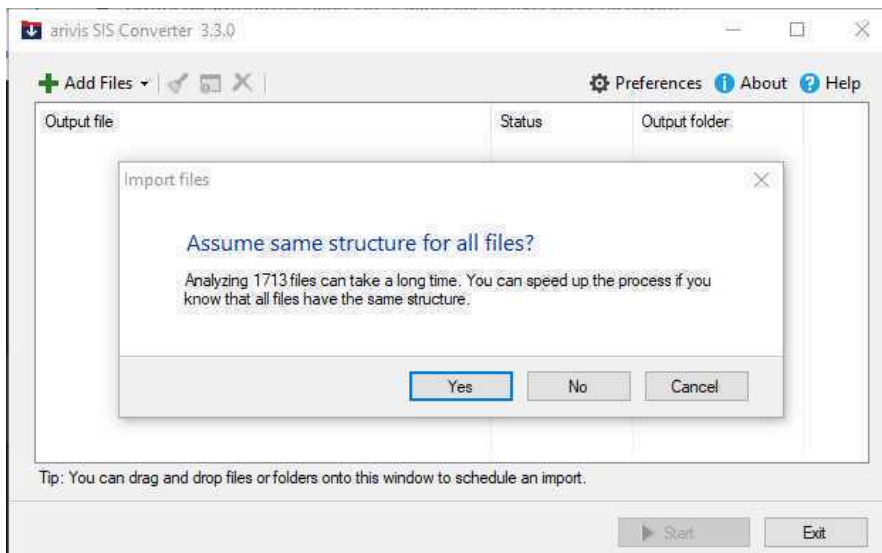 arivis SIS Converter 3.3.0
Add Files
Preferences
About
Help
Output file
Status
Output folder
Import files
Assume same structure for all files?
Analyzing 1713 files can take a long time. You can speed up the process if you
know that all files have the same structure.
Yes
No
Cancel
Tip: You can drag and drop files or folders onto this window to schedule an import.
Start
Exit